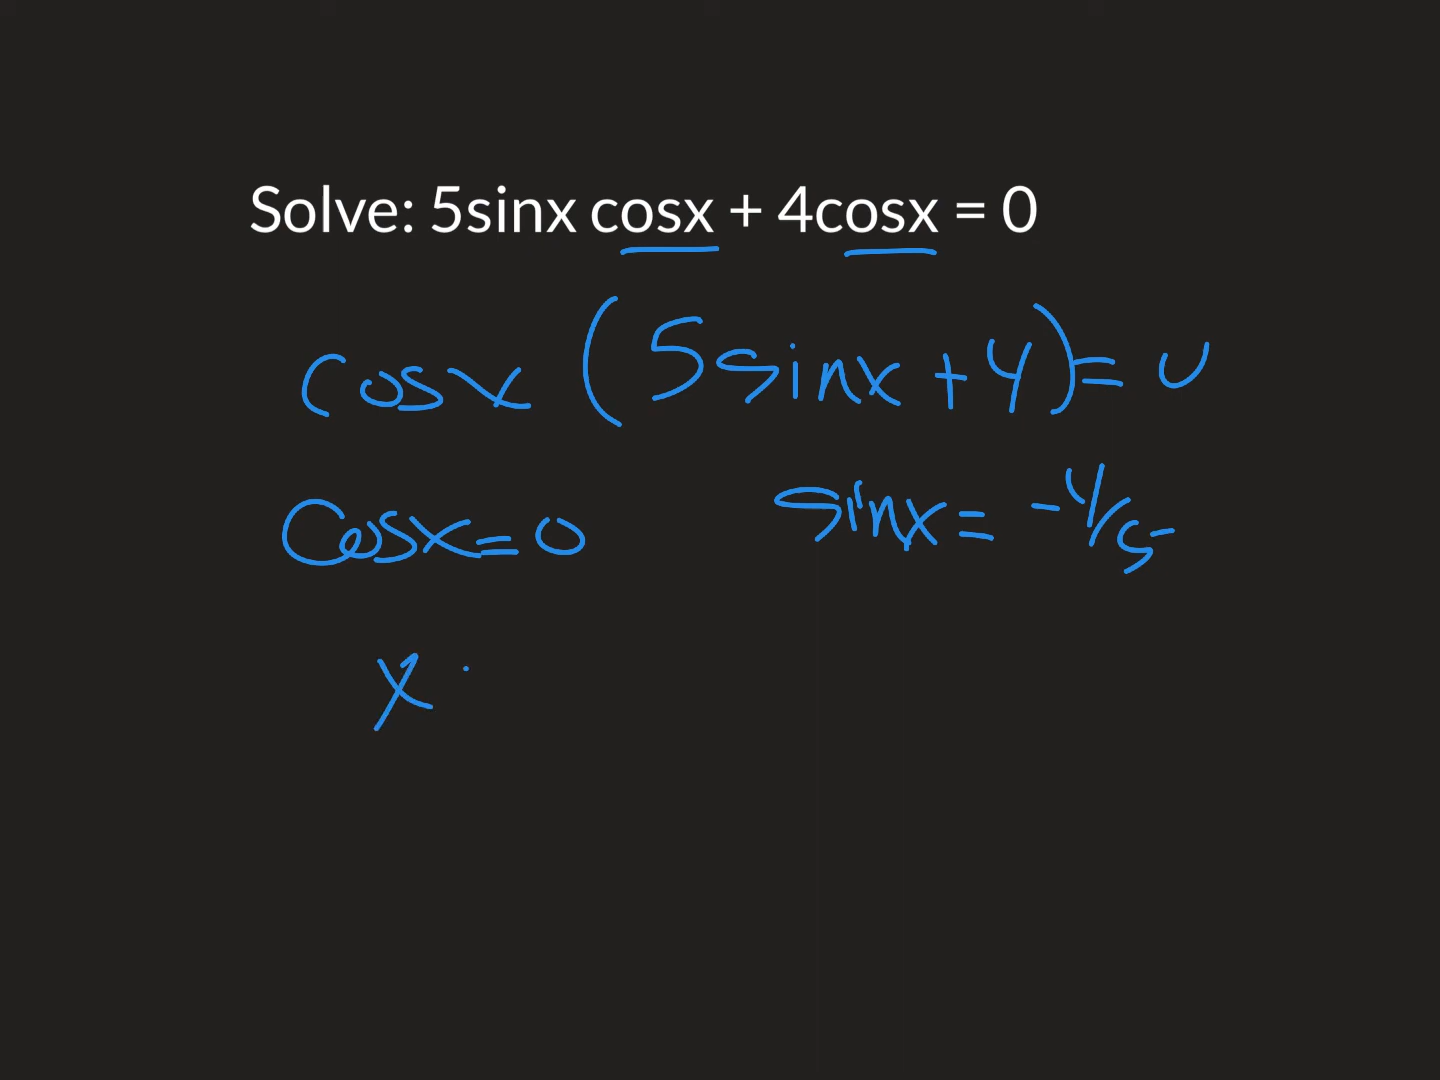 Solve: 5sinx cosx + 4cosx = 0
cosx (5sinx+4)= 0
cosx=0 sinx= -4/5
x